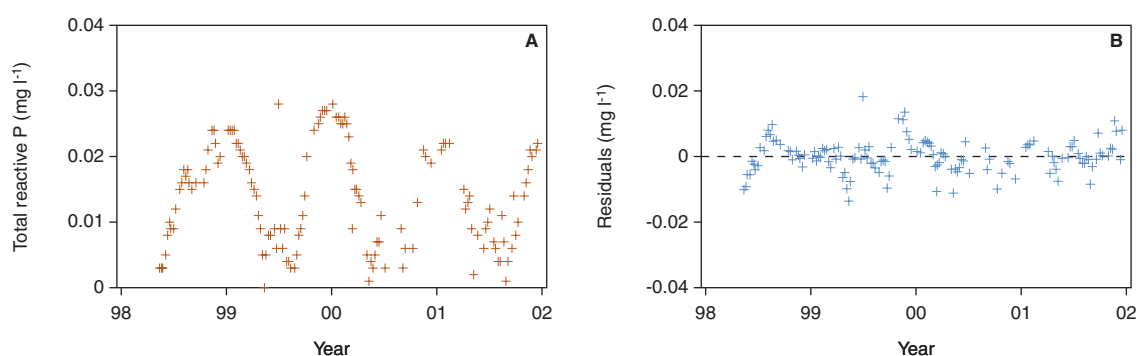 A
Total reactive P (mg l-1)
0.04
0.03
0.02
0.01
0
98 99 00 01 02
Year
B
Residuals (mg l-1)
0.04
0.02
0
-0.02
-0.04
98 99 00 01 02
Year